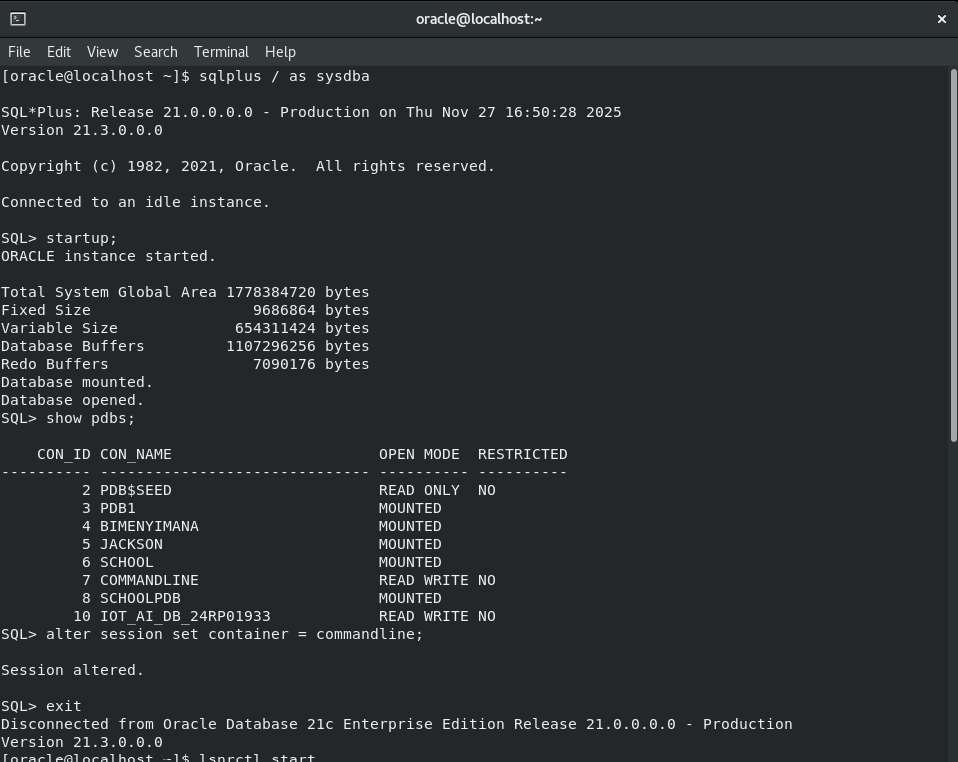 oracle@localhost:~
File Edit View Search Terminal Help
[oracle@localhost ~]$ sqlplus / as sysdba
SQL*Plus: Release 21.0.0.0.0 - Production on Thu Nov 27 16:50:28 2025
Version 21.3.0.0.0
Copyright (c) 1982, 2021, Oracle.  All rights reserved.
Connected to an idle instance.
SQL> startup;
ORACLE instance started.
Total System Global Area 1778384720 bytes
Fixed Size                  9686864 bytes
Variable Size             654311424 bytes
Database Buffers         1107296256 bytes
Redo Buffers                7090176 bytes
Database mounted.
Database opened.
SQL> show pdbs;
    CON_ID CON_NAME                       OPEN MODE  RESTRICTED
---------- ------------------------------ ---------- ----------
         2 PDB$SEED                       READ ONLY  NO
         3 PDB1                           MOUNTED
         4 BIMENYIMANA                    MOUNTED
         5 JACKSON                        MOUNTED
         6 SCHOOL                         MOUNTED
         7 COMMANDLINE                    READ WRITE NO
         8 SCHOOLPDB                      MOUNTED
        10 IOT_AI_DB_24RP01933            READ WRITE NO
SQL> alter session set container = commandline;
Session altered.
SQL> exit
Disconnected from Oracle Database 21c Enterprise Edition Release 21.0.0.0.0 - Production
Version 21.3.0.0.0
[oracle@localhost ~]$ lsnrctl start